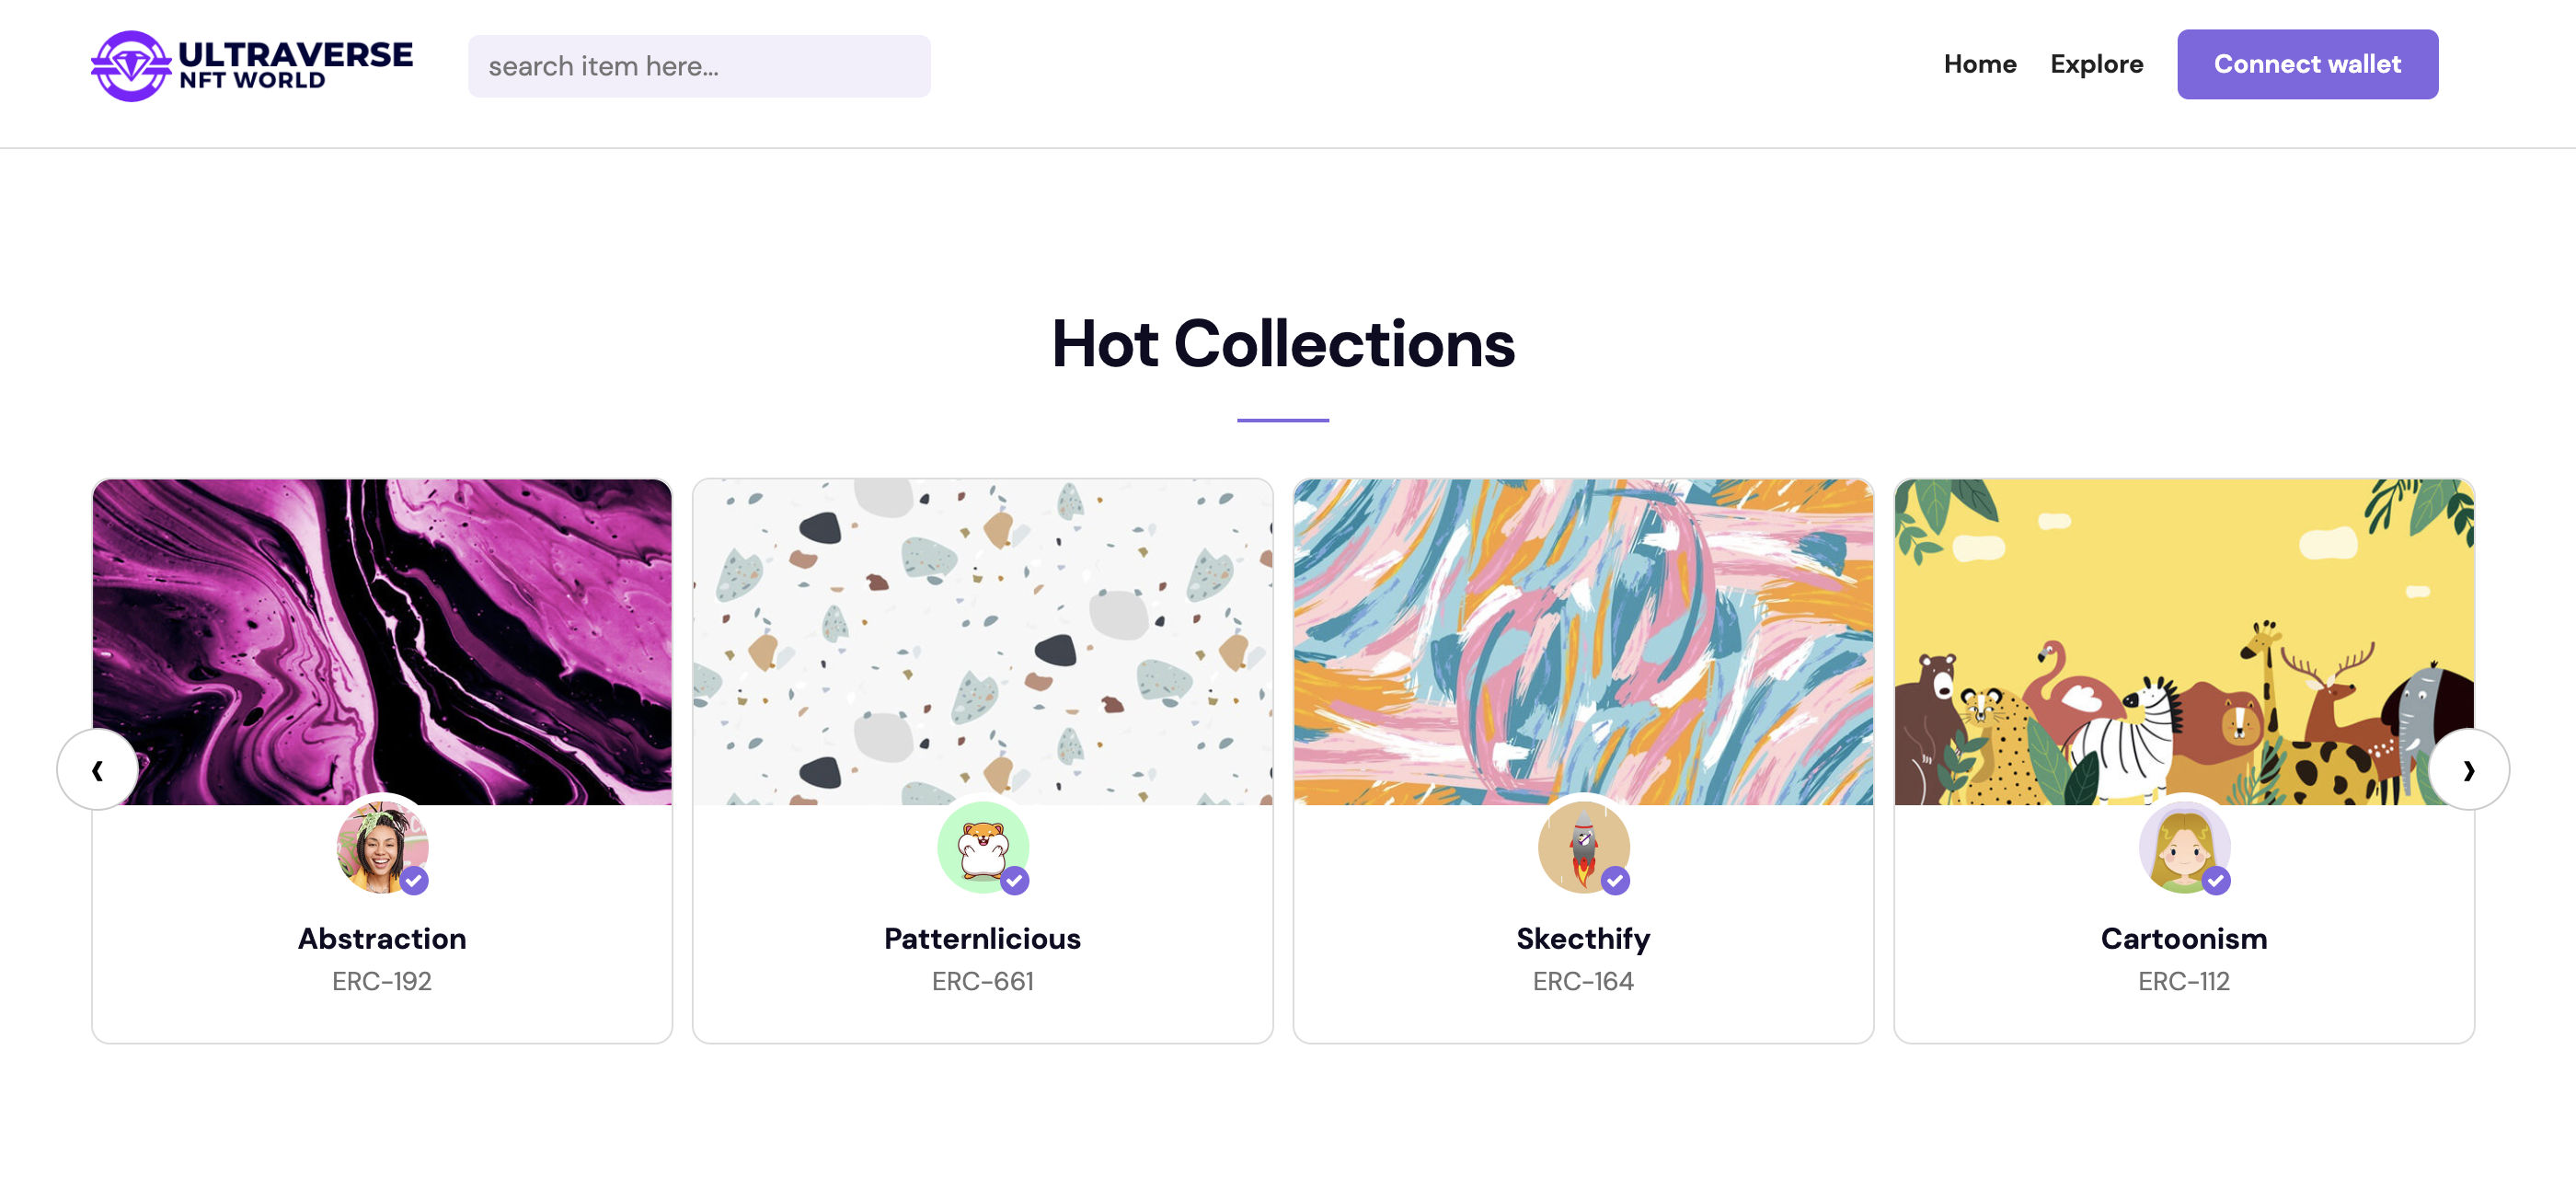 ULTRAVERSE
NFT WORLD
search item here...
Home
Explore
Connect wallet
Hot Collections
Abstraction
ERC-192
Patternlicious
ERC-661
Skecthify
ERC-164
Cartoonism
ERC-112